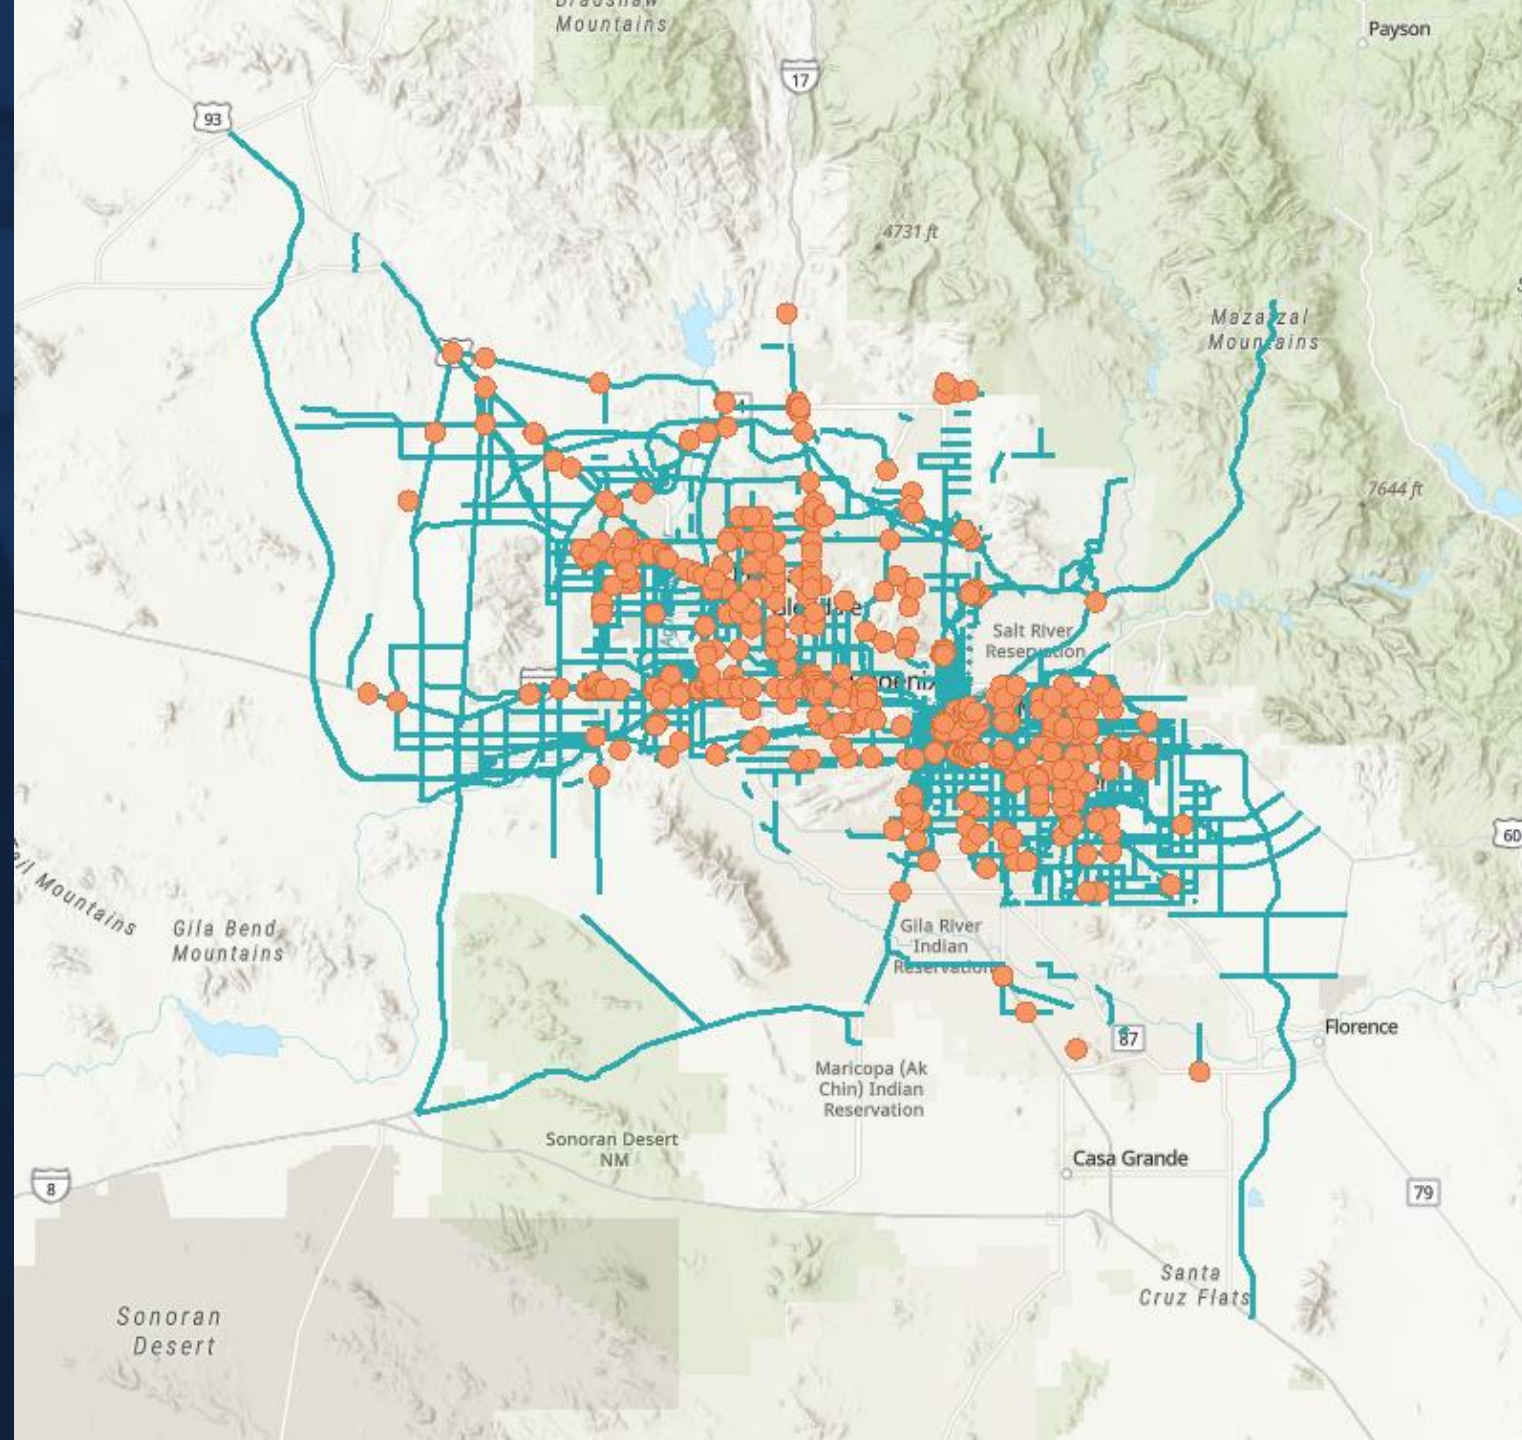 Mountains
Payson
17
93
4731 ft
Mazatzal
Mountains
7644 ft
Salt River
Reservation
60
Gila Bend
Mountains
Gila River
Indian
Reservation
Florence
87
Maricopa (Ak
Chin) Indian
Reservation
Sonoran Desert
NM
Casa Grande
8
79
Santa
Cruz Flats
Sonoran
Desert
Mountains